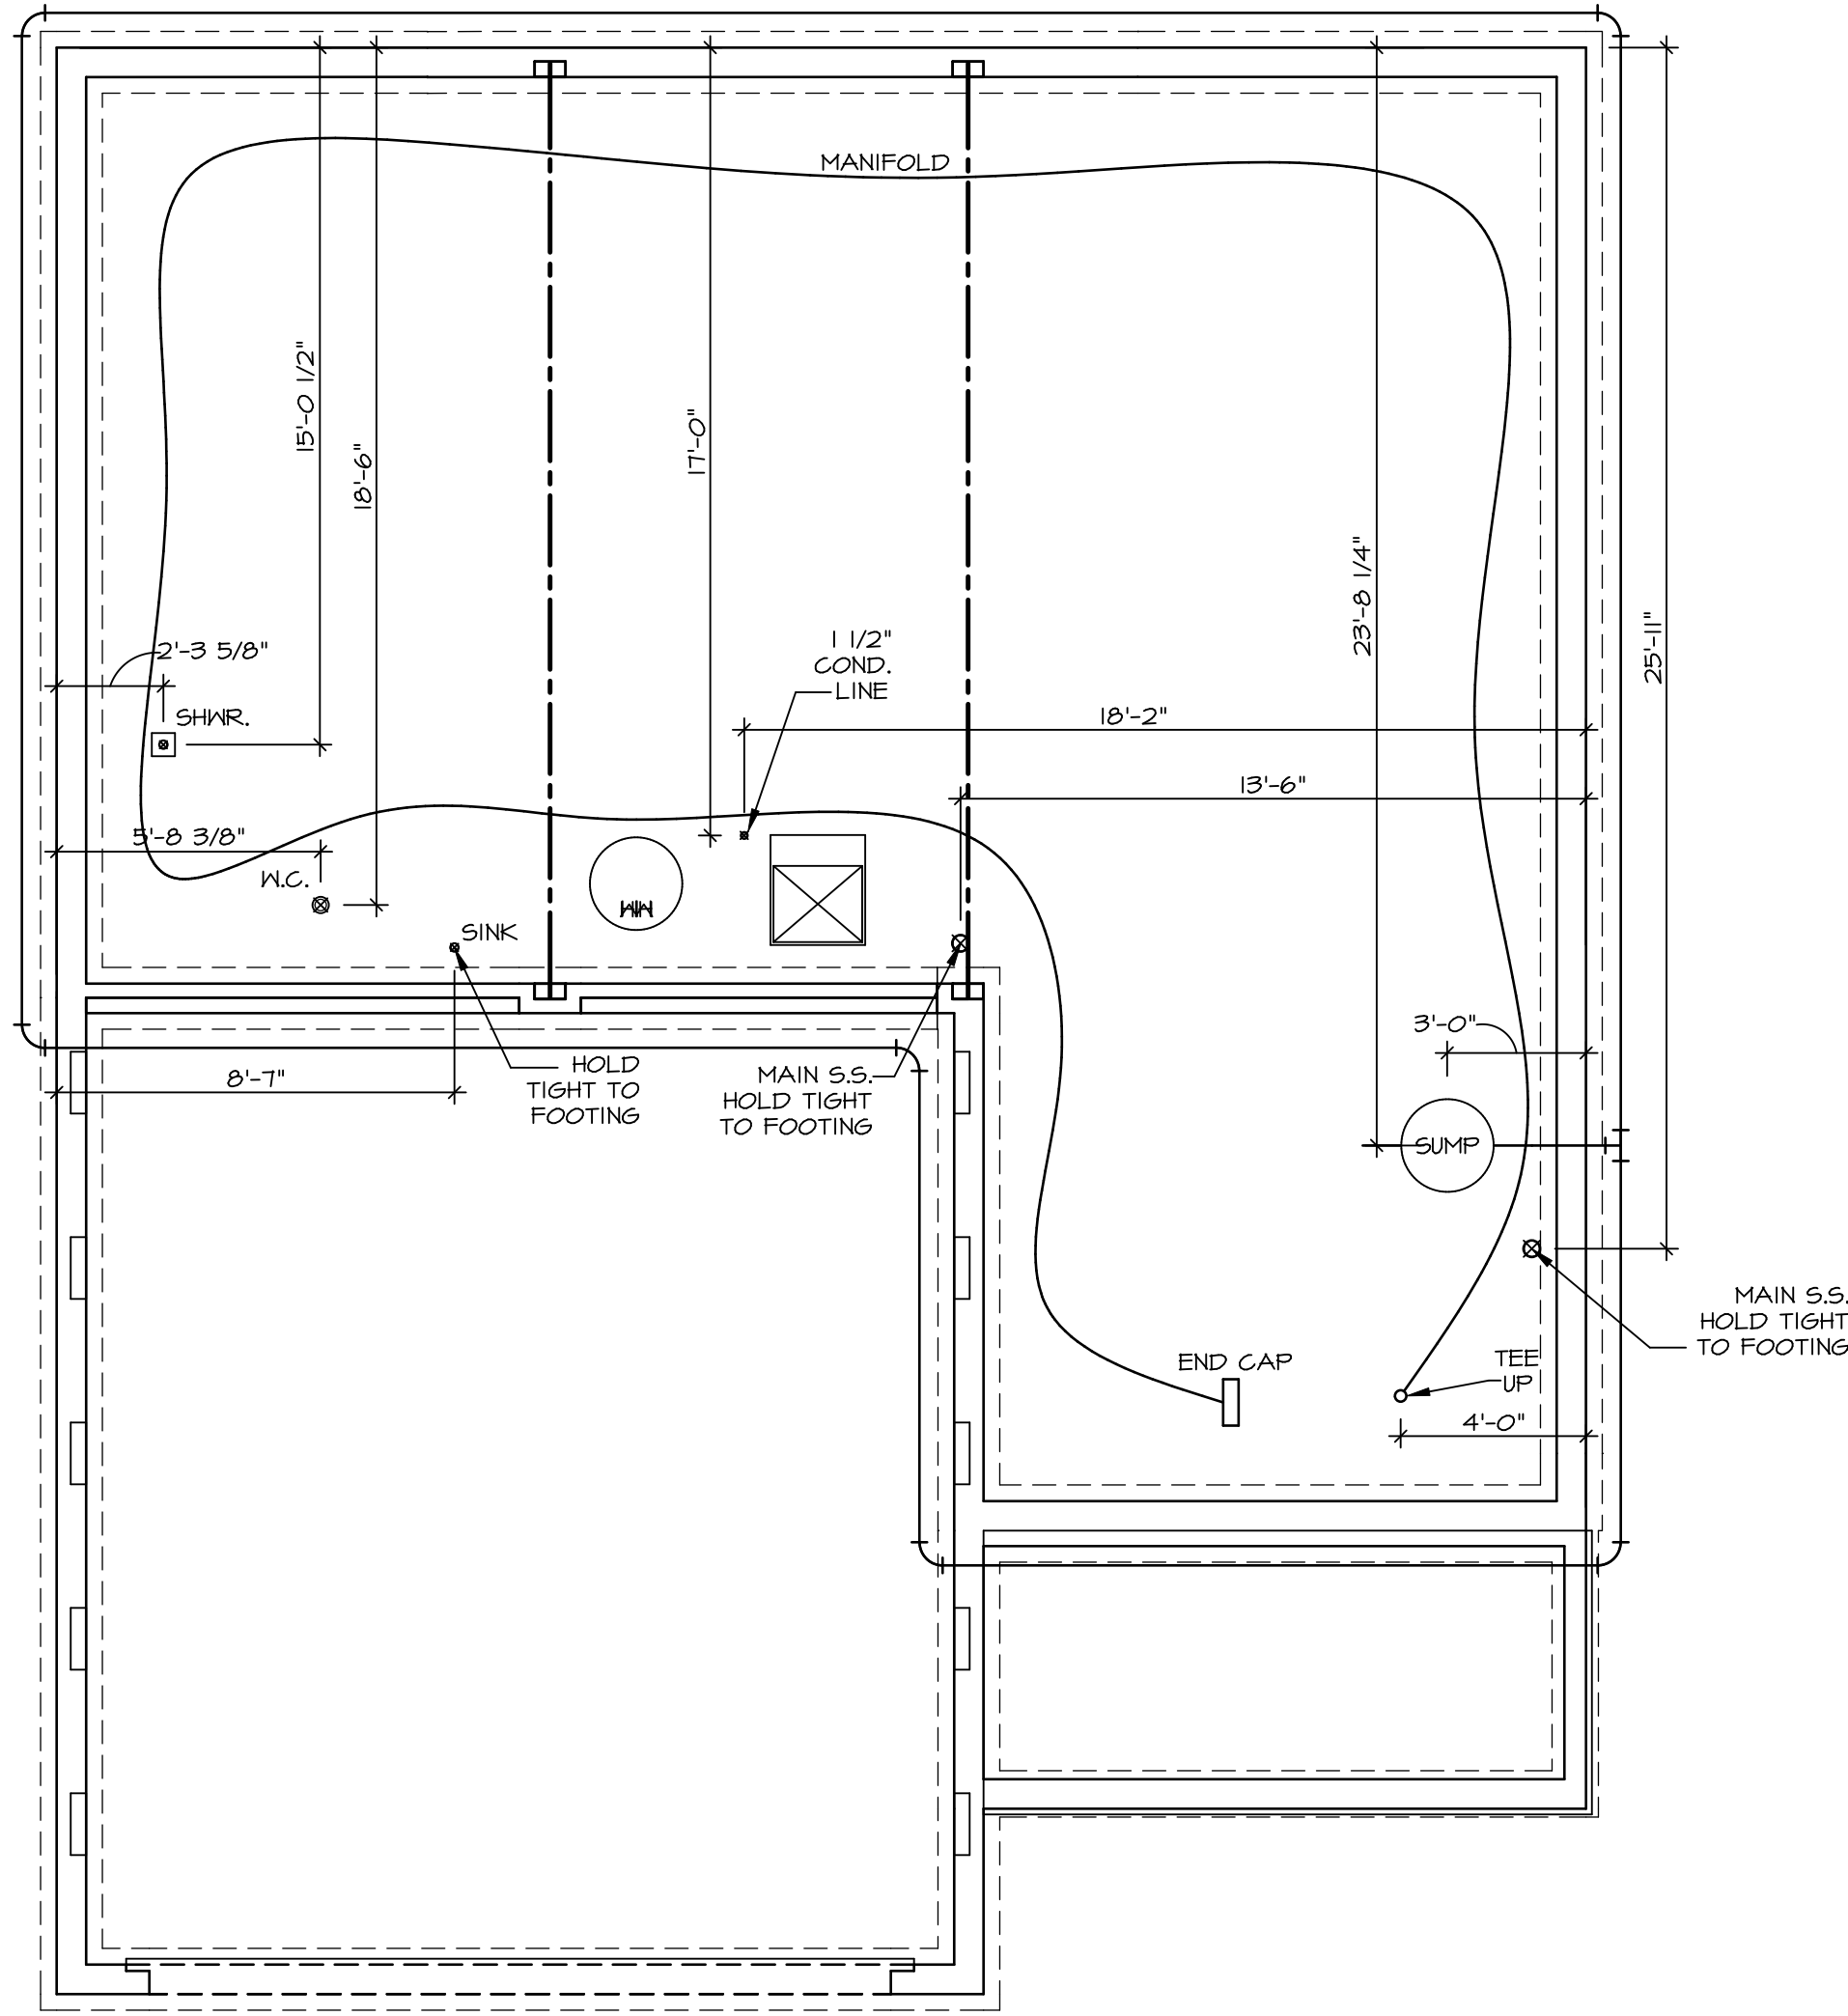 MANIFOLD
15'-0 1/2"
18'-6"
17'-0"
23'-8 1/4"
25'-11"
2'-3 5/8"
SHWR.
1 1/2"
COND.
LINE
18'-2"
13'-6"
5'-8 3/8"
W.C.
SINK
WH
3'-0"
8'-7"
HOLD
TIGHT TO
FOOTING
MAIN S.S.
HOLD TIGHT
TO FOOTING
SUMP
MAIN S.S.
HOLD TIGHT
TO FOOTING
END CAP
TEE
UP
4'-0"